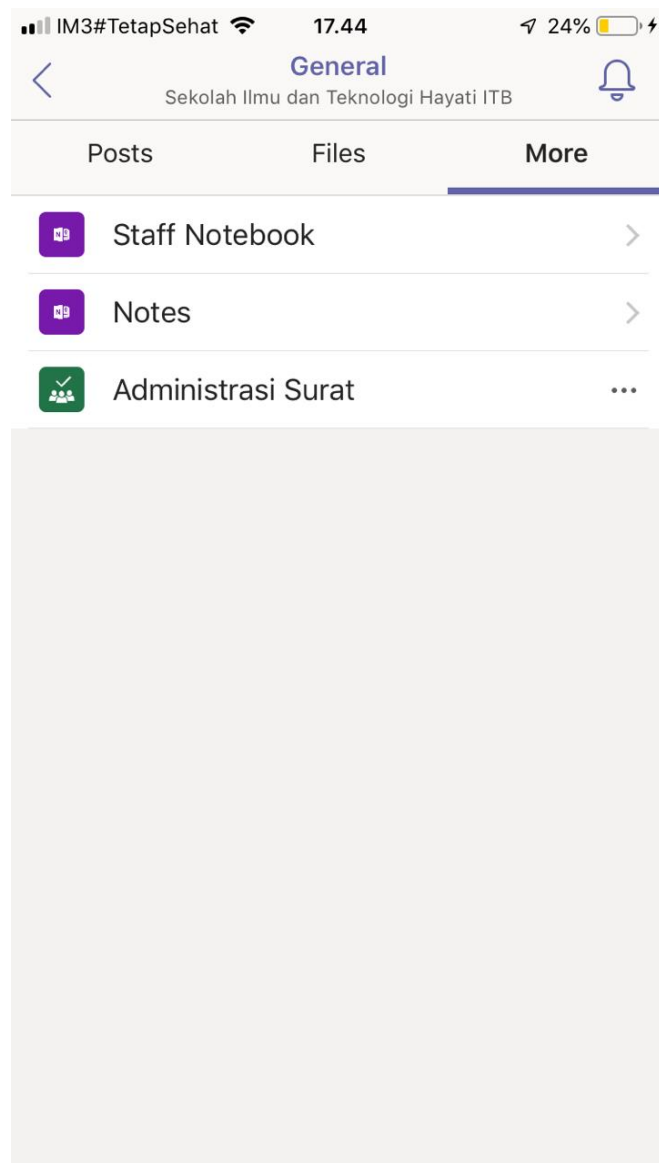 IM3#TetapSehat 17.44 24%
General
Sekolah Ilmu dan Teknologi Hayati ITB
Posts Files More
Staff Notebook
Notes
Administrasi Surat